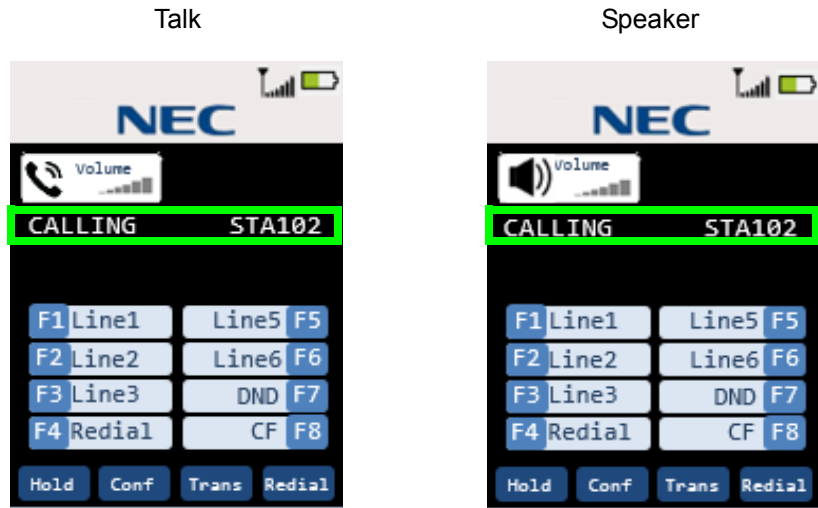 Talk Speaker
NEC NEC
Volume Volume
CALLING STA102 CALLING STA102
F1 Line1 Line5 F5 F1 Line1 Line5 F5
F2 Line2 Line6 F6 F2 Line2 Line6 F6
F3 Line3 DND F7 F3 Line3 DND F7
F4 Redial CF F8 F4 Redial CF F8
Hold Conf Trans Redial Hold Conf Trans Redial